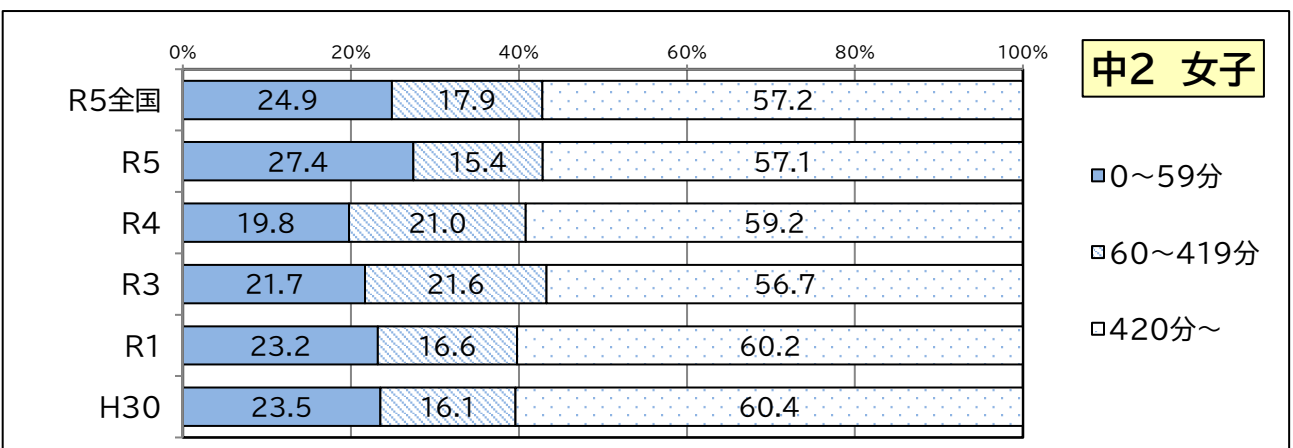 0% 20% 40% 60% 80% 100%
中2 女子
R5全国 24.9 17.9 57.2
R5 27.4 15.4 57.1
R4 19.8 21.0 59.2
R3 21.7 21.6 56.7
R1 23.2 16.6 60.2
H30 23.5 16.1 60.4
0～59分
60～419分
420分～